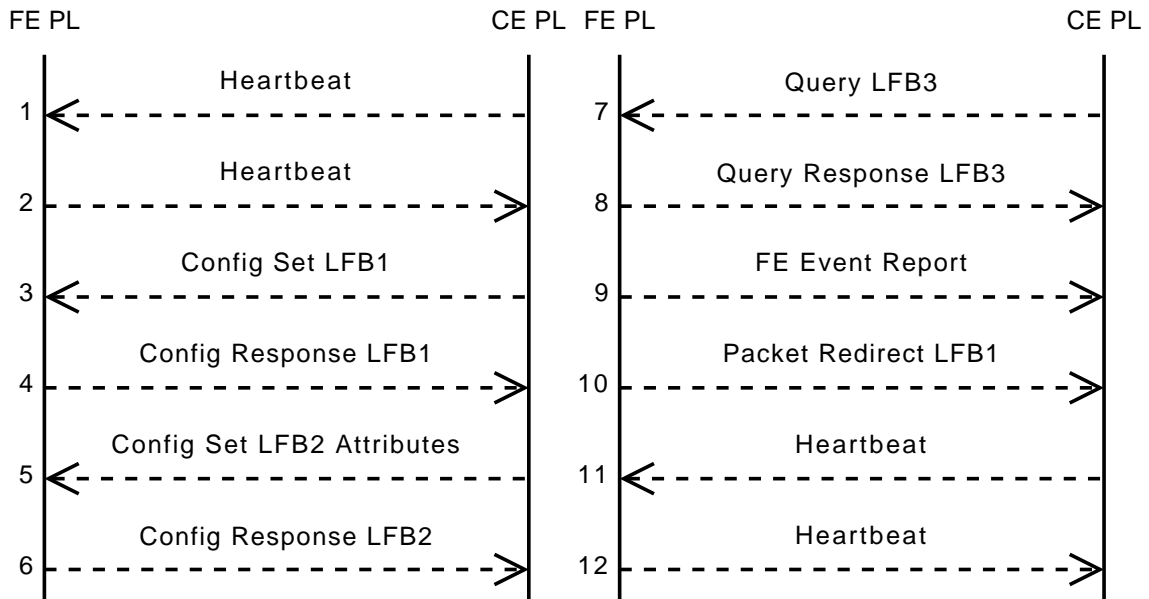 FE PL
CE PL
FE PL
CE PL
Heartbeat
1
Heartbeat
2
Config Set LFB1
3
Config Response LFB1
4
Config Set LFB2 Attributes
5
Config Response LFB2
6
Query LFB3
7
Query Response LFB3
8
FE Event Report
9
Packet Redirect LFB1
10
Heartbeat
11
Heartbeat
12